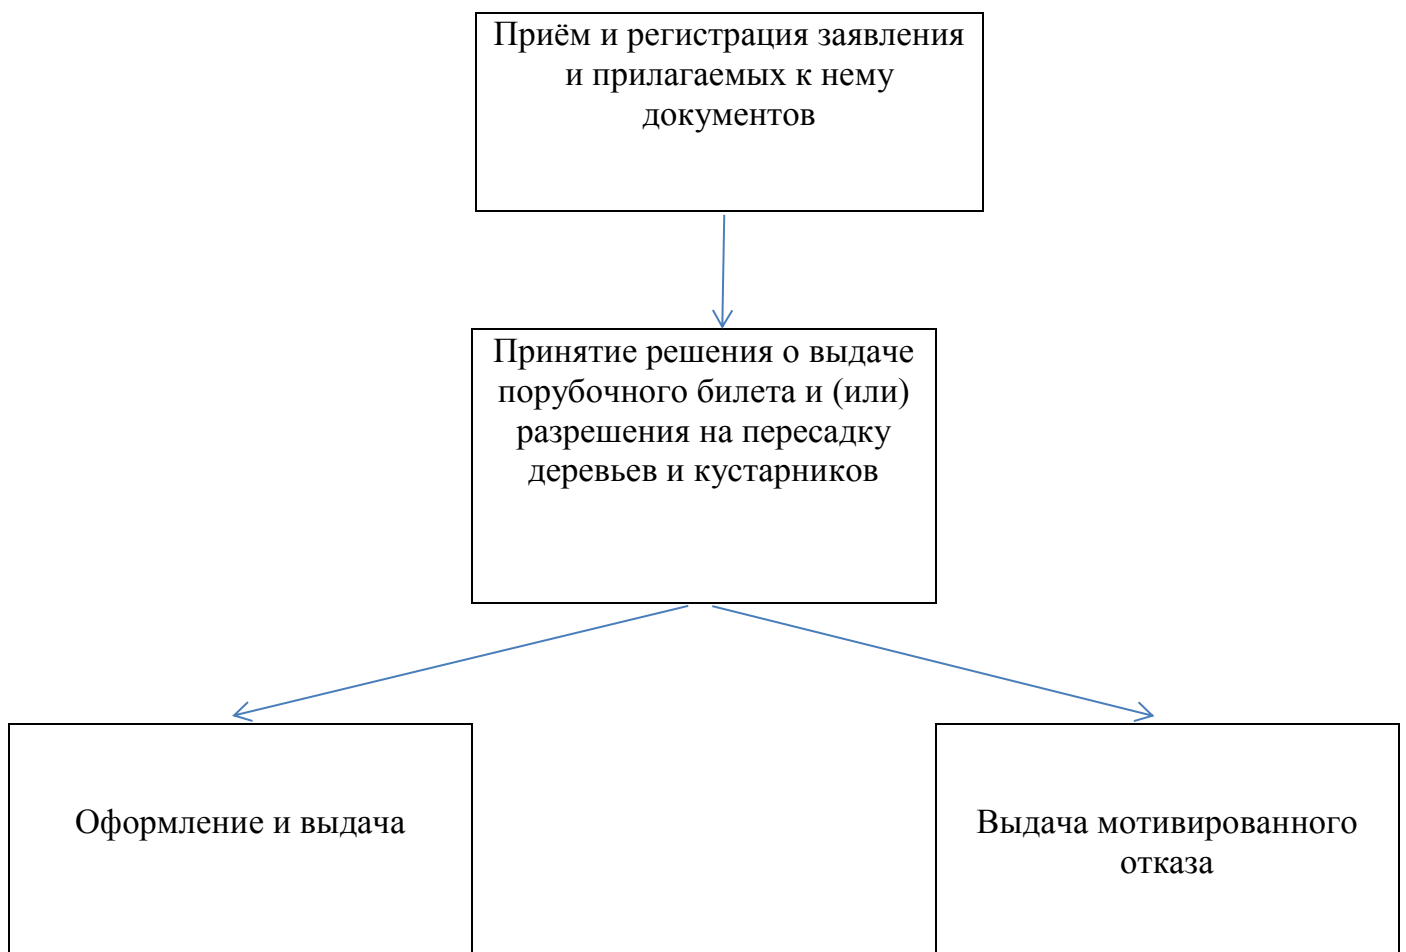 Приём и регистрация заявления
и прилагаемых к нему
документов
Принятие решения о выдаче
порубочного билета и (или)
разрешения на пересадку
деревьев и кустарников
Оформление и выдача
Выдача мотивированного
отказа